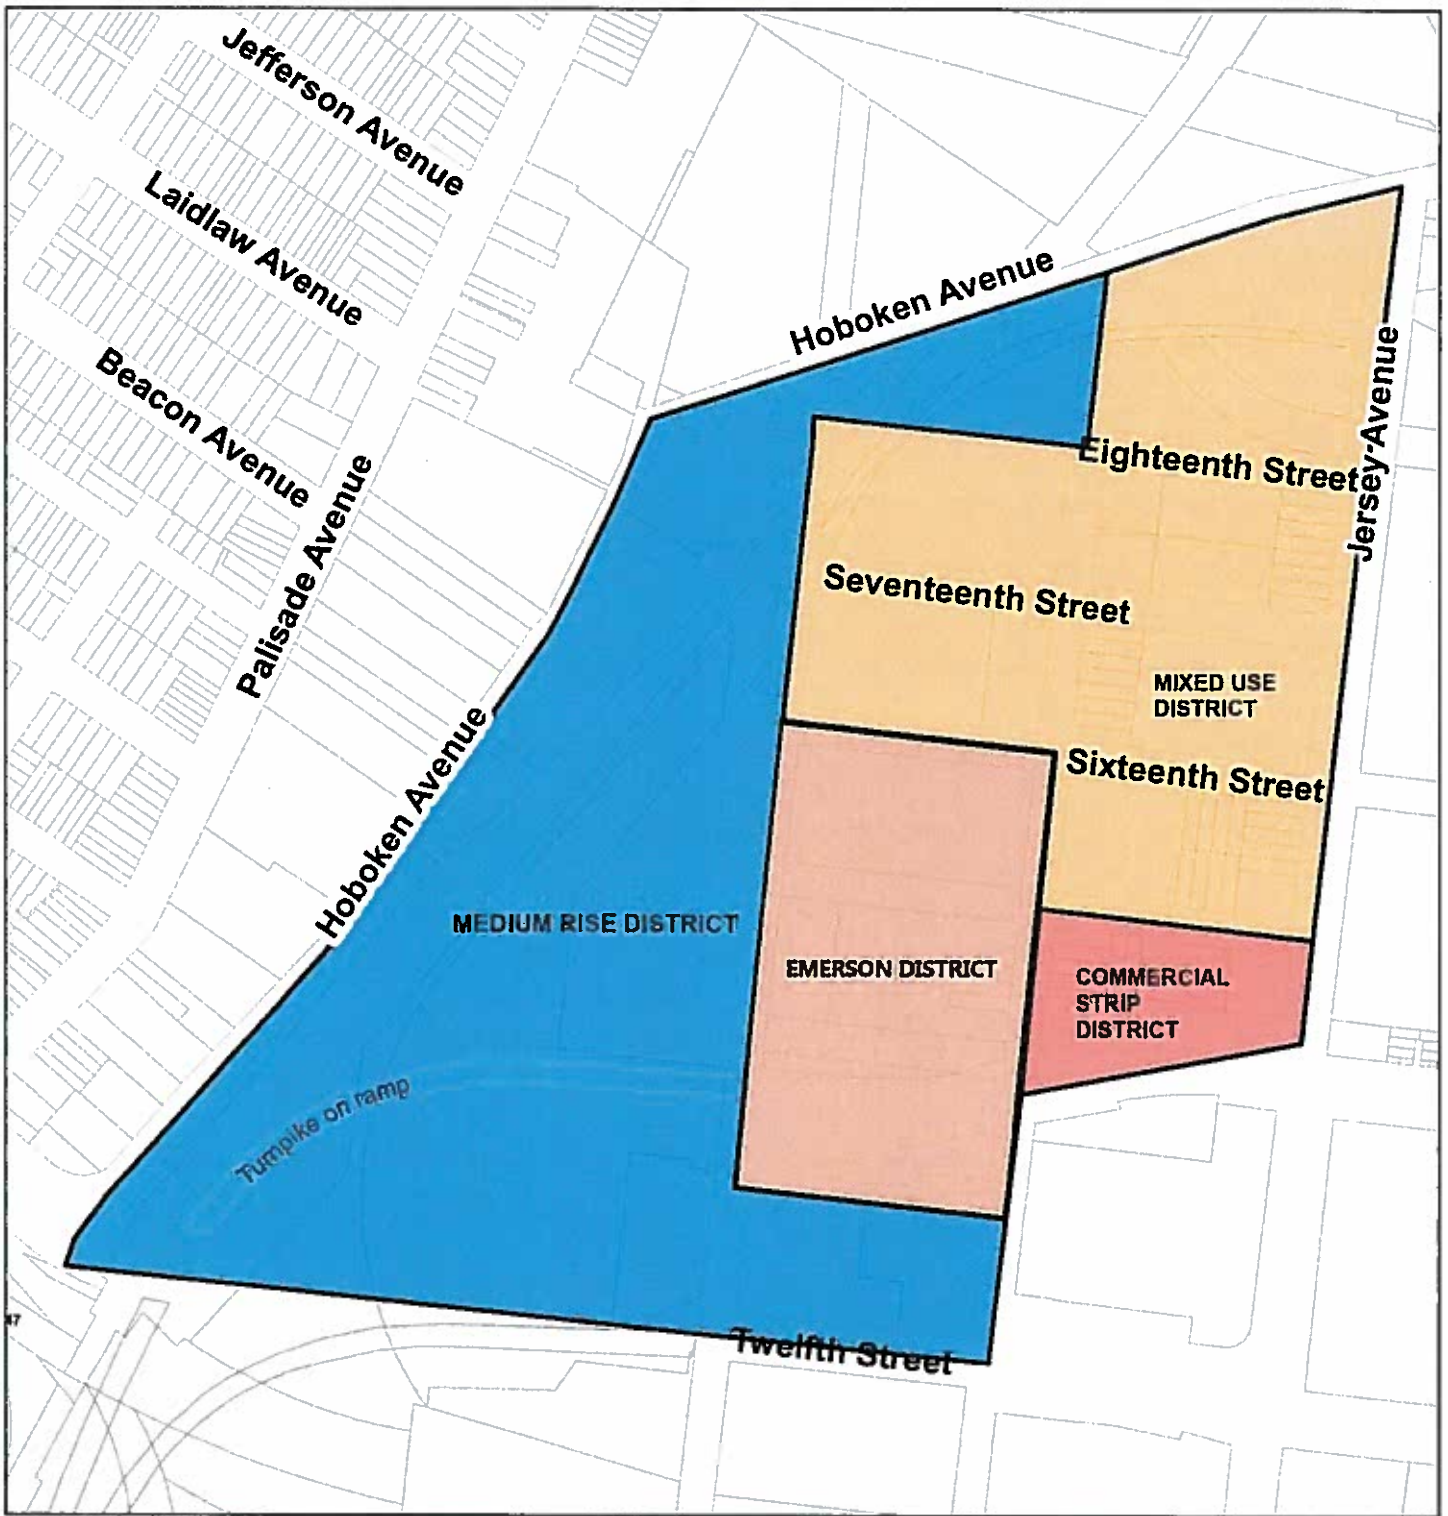 Jefferson Avenue
Laidlaw Avenue
Beacon Avenue
Palisade Avenue
Hoboken Avenue
Hoboken Avenue
Jersey Avenue
Eighteenth Street
Seventeenth Street
MIXED USE
DISTRICT
Sixteenth Street
MEDIUM RISE DISTRICT
EMERSON DISTRICT
COMMERCIAL
STRIP
DISTRICT
Turnpike on ramp
Twelfth Street